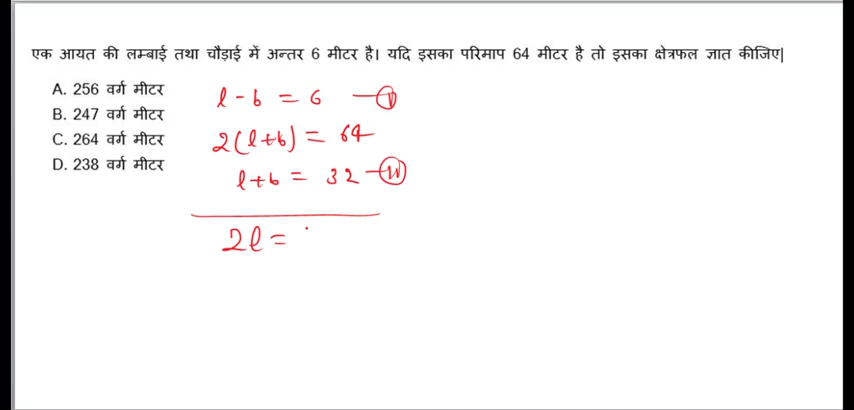 एक आयत की लम्बाई तथा चौड़ाई में अन्तर 6 मीटर है। यदि इसका परिमाप 64 मीटर है तो इसका क्षेत्रफल ज्ञात कीजिए|
A. 256 वर्ग मीटर
B. 247 वर्ग मीटर
C. 264 वर्ग मीटर
D. 238 वर्ग मीटर
l - b = 6 —
2(l+b) = 64
l+b = 32 —
2l =